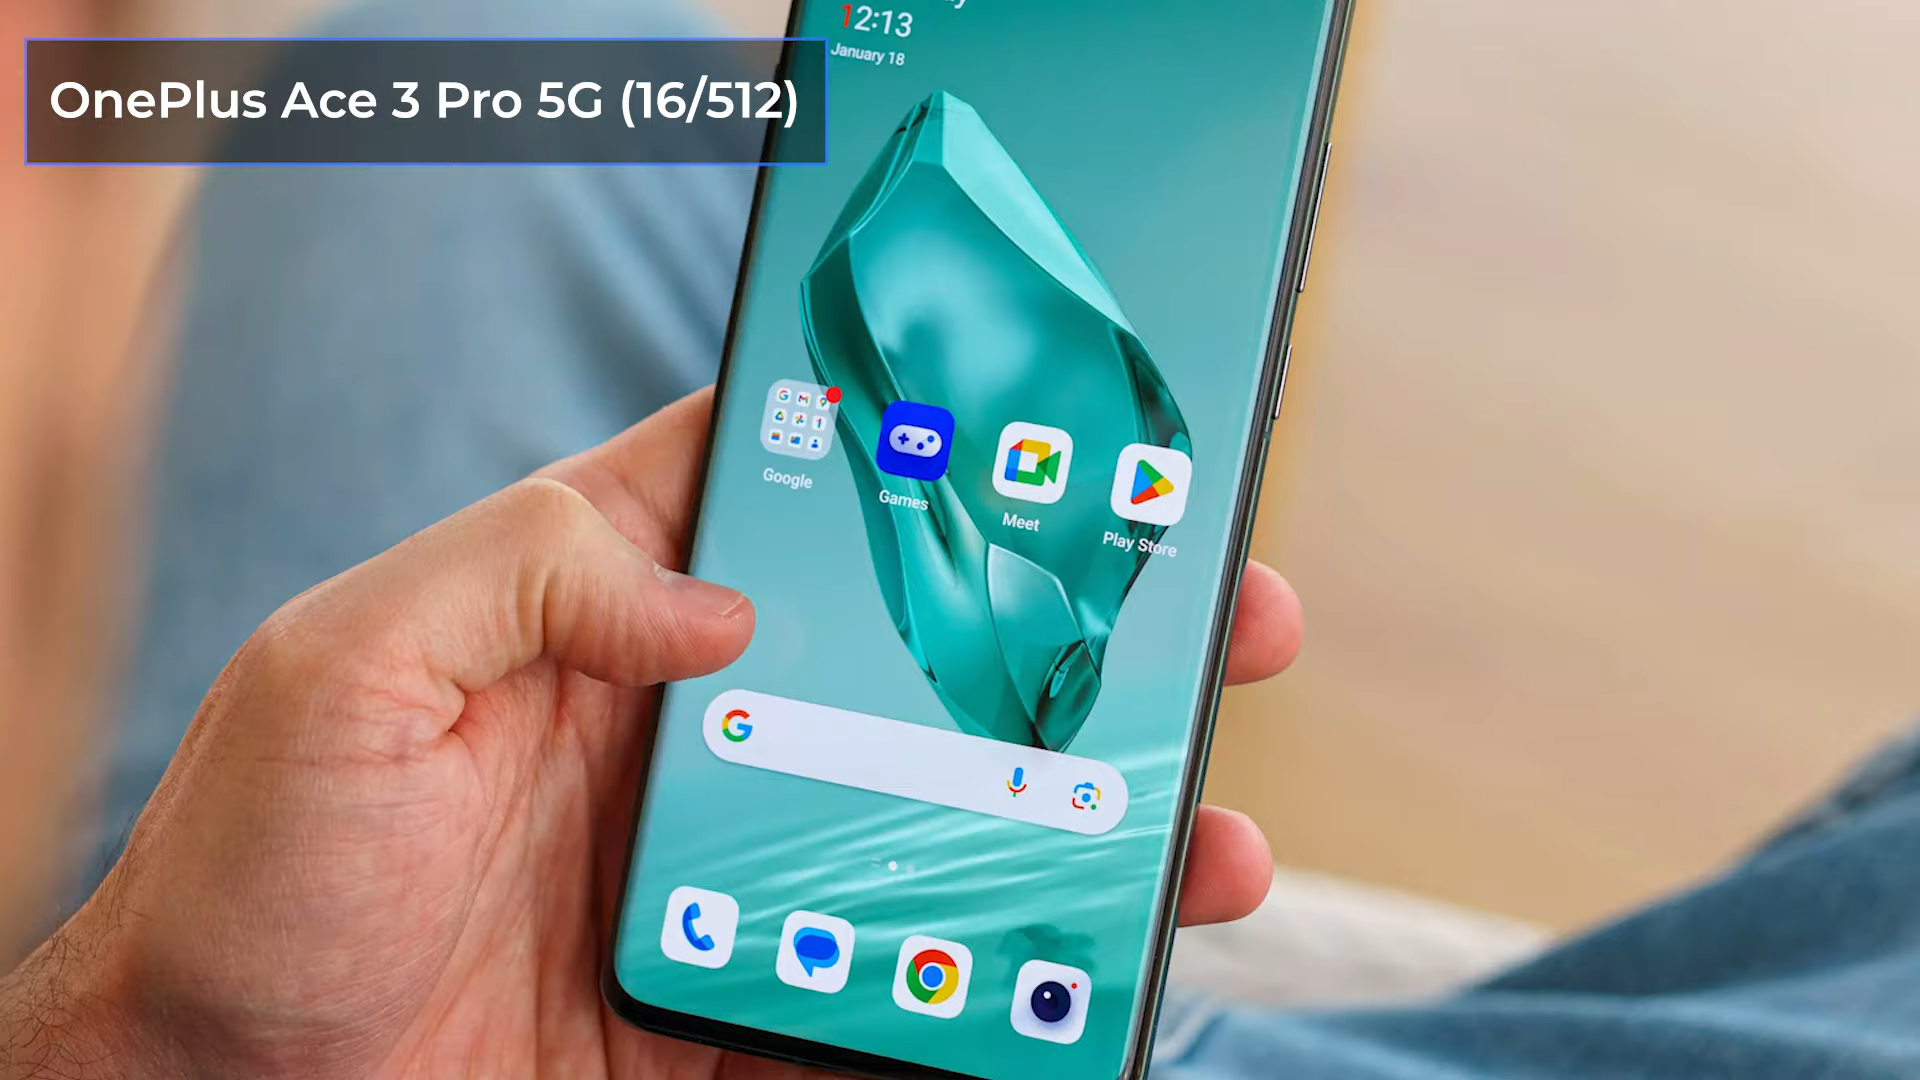 OnePlus Ace 3 Pro 5G (16/512)
12:13
January 18
Google
Games
Meet
Play Store